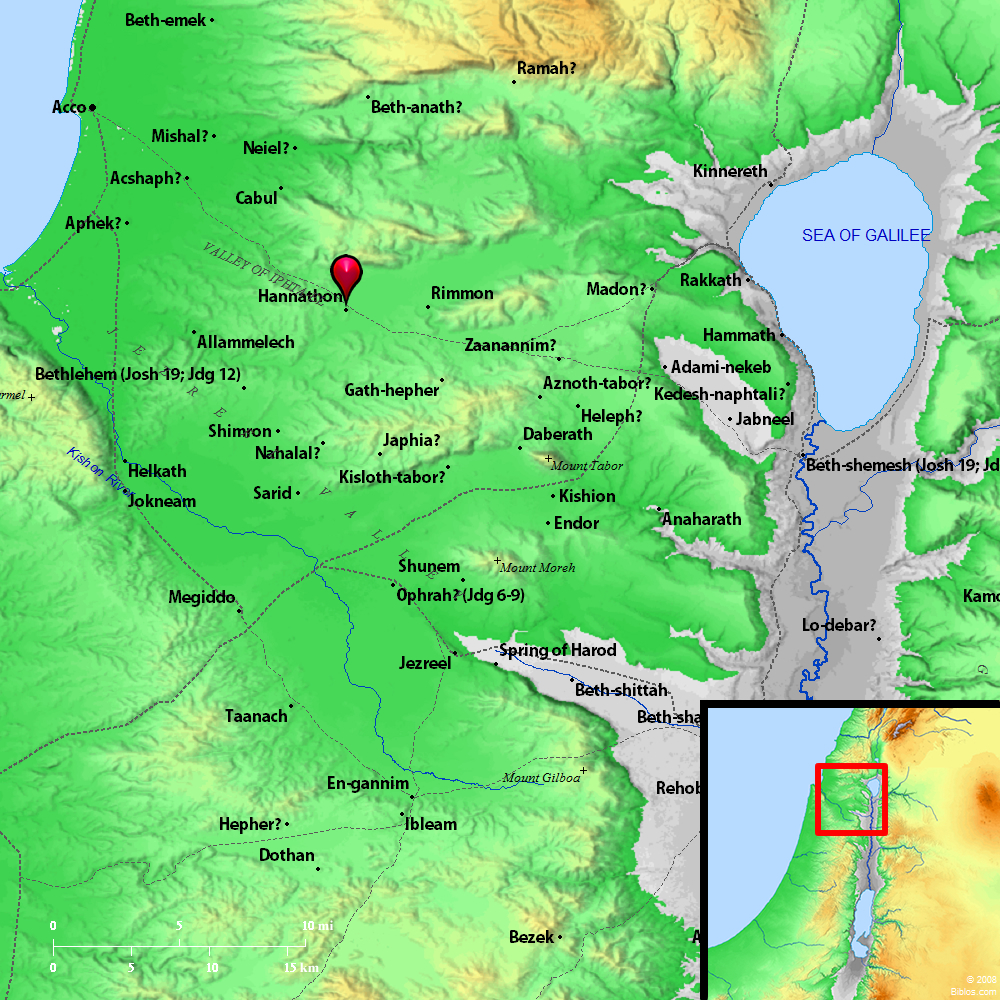 Beth-emek
Ramah?
Acco
Beth-anath?
Mishal?
Neiel?
Kinnereth
Acshaph?
Cabul
Aphek?
SEA OF GALILEE
VALLEY OF IPHTAHEL
Hannathon
Rimmon
Madon?
Rakkath
Allammelech
Hammath
Zaanannim?
Adami-nekeb
Bethlehem (Josh 19; Jdg 12)
Gath-hepher
Aznoth-tabor?
Kedesh-naphtali?
rmel
Heleph?
Jabneel
Shimron
Japhia?
Daberath
Nahalal?
JEZREEL VALLEY
Kishon River
Helkath
Kisloth-tabor?
Mount Tabor
Beth-shemesh (Josh 19; Jd
Jokneam
Sarid
Kishion
Endor
Anaharath
Shunem
Mount Moreh
Megiddo
Ophrah? (Jdg 6-9)
Kamo
Lo-debar?
Jezreel
Spring of Harod
G
Beth-shittah
Taanach
Beth-sha
En-gannim
Mount Gilboa
Rehob
Hepher?
Ibleam
Dothan
0 5 10 mi
Bezek
A
0 5 10 15 km
© 2008
Biblos.com